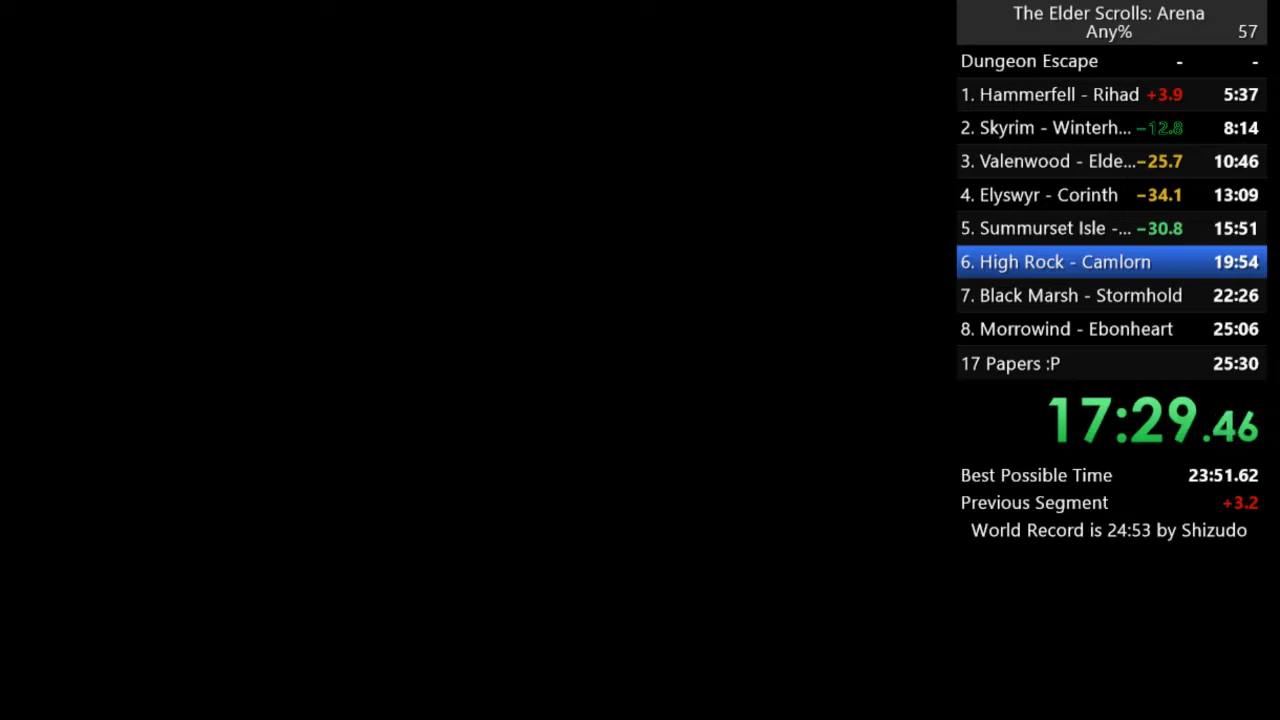 The Elder Scrolls: Arena
Any% 57
Dungeon Escape - -
1. Hammerfell - Rihad +3.9 5:37
2. Skyrim - Winterh... −12.8 8:14
3. Valenwood - Elde... −25.7 10:46
4. Elyswyr - Corinth −34.1 13:09
5. Summurset Isle -... −30.8 15:51
6. High Rock - Camlorn 19:54
7. Black Marsh - Stormhold 22:26
8. Morrowind - Ebonheart 25:06
17 Papers :P 25:30
17:29.46
Best Possible Time 23:51.62
Previous Segment +3.2
World Record is 24:53 by Shizudo